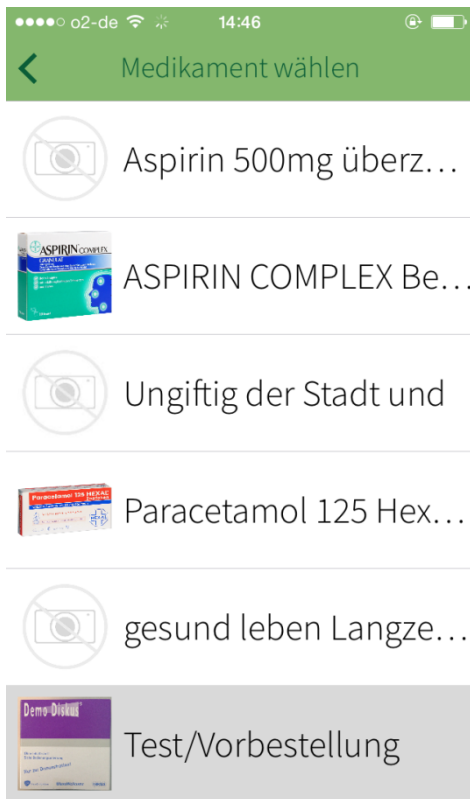 o2-de 14:46
Medikament wählen
Aspirin 500mg überz...
ASPIRIN COMPLEX
ASPIRIN COMPLEX Be...
Ungiftig der Stadt und
Paracetamol 125 HEXAL
Paracetamol 125 Hex...
gesund leben Langze...
Demo Diskus
Test/Vorbestellung